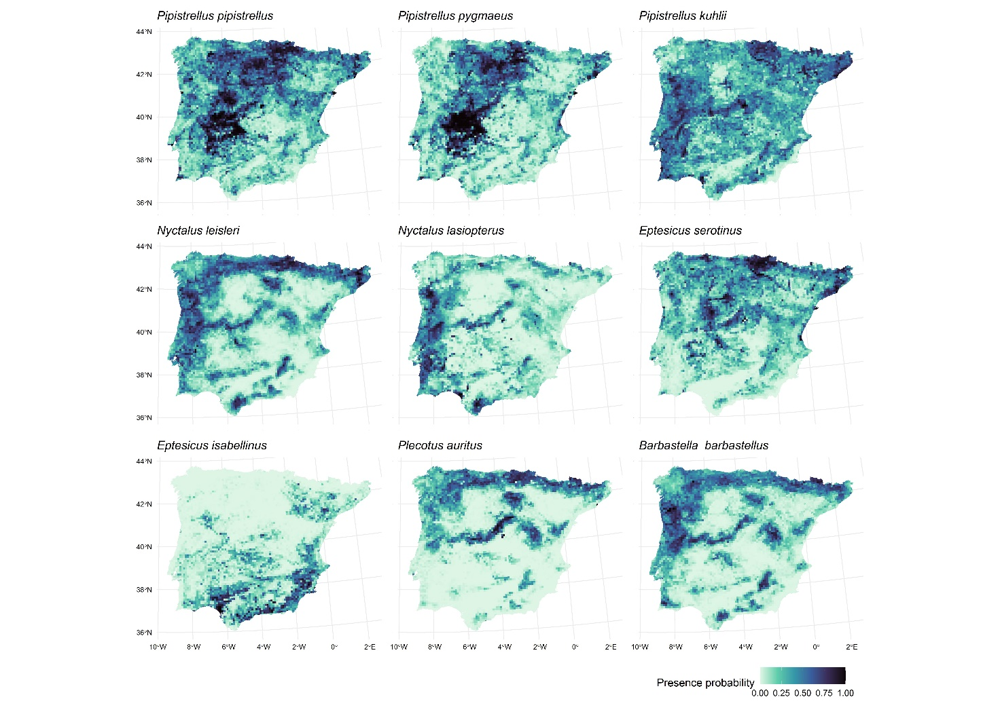 Pipistrellus pipistrellus
Pipistrellus pygmaeus
Pipistrellus kuhlii
44°N
42°N
40°N
38°N
36°N
Nyctalus leisleri
Nyctalus lasiopterus
Eptesicus serotinus
44°N
42°N
40°N
38°N
36°N
Eptesicus isabellinus
Plecotus auritus
Barbastella  barbastellus
44°N
42°N
40°N
38°N
36°N
10°W 8°W 6°W 4°W 2°W 0° 2°E
10°W 8°W 6°W 4°W 2°W 0° 2°E
10°W 8°W 6°W 4°W 2°W 0° 2°E
Presence probability
0.00 0.25 0.50 0.75 1.00